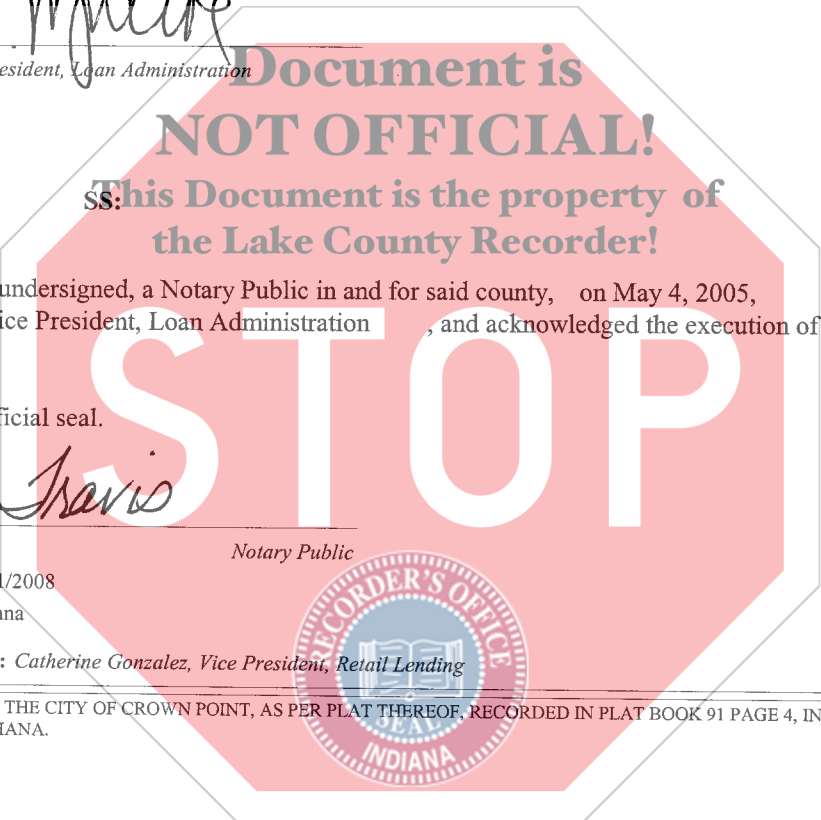 esident, Loan Administration
Document is
NOT OFFICIAL!
SS:
This Document is the property of
the Lake County Recorder!
undersigned, a Notary Public in and for said county, on May 4, 2005,
ice President, Loan Administration , and acknowledged the execution of
STOP
ficial seal.
Travis
Notary Public
1/2008
ana
: Catherine Gonzalez, Vice President, Retail Lending
RECORDER'S OFFICE
SEAL
INDIANA
THE CITY OF CROWN POINT, AS PER PLAT THEREOF, RECORDED IN PLAT BOOK 91 PAGE 4, IN
IANA.